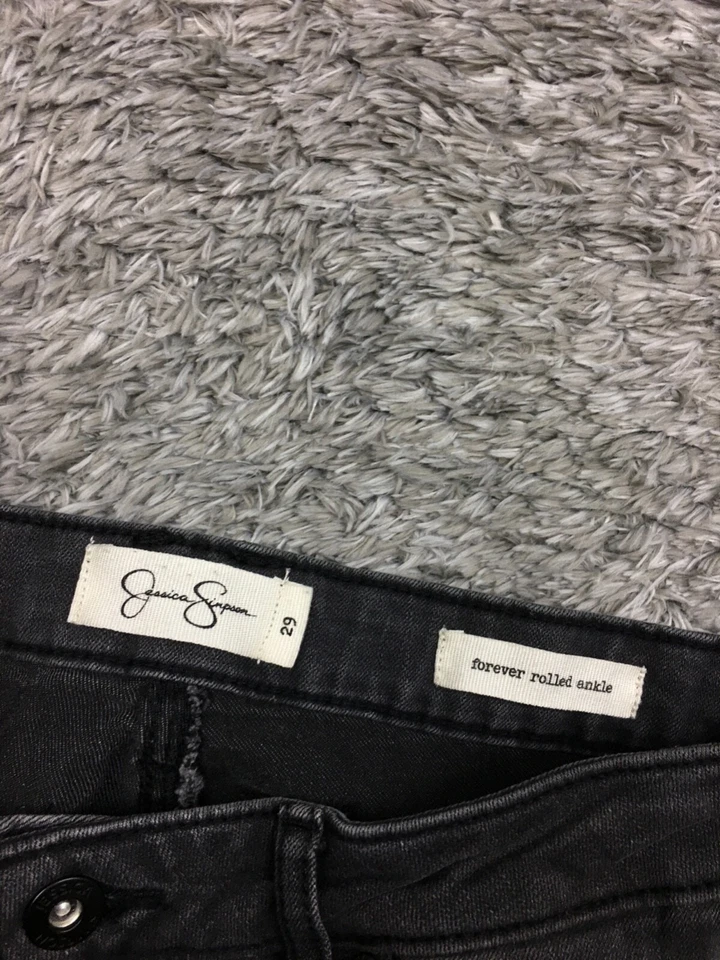 Jessica Simpson
29
forever rolled ankle